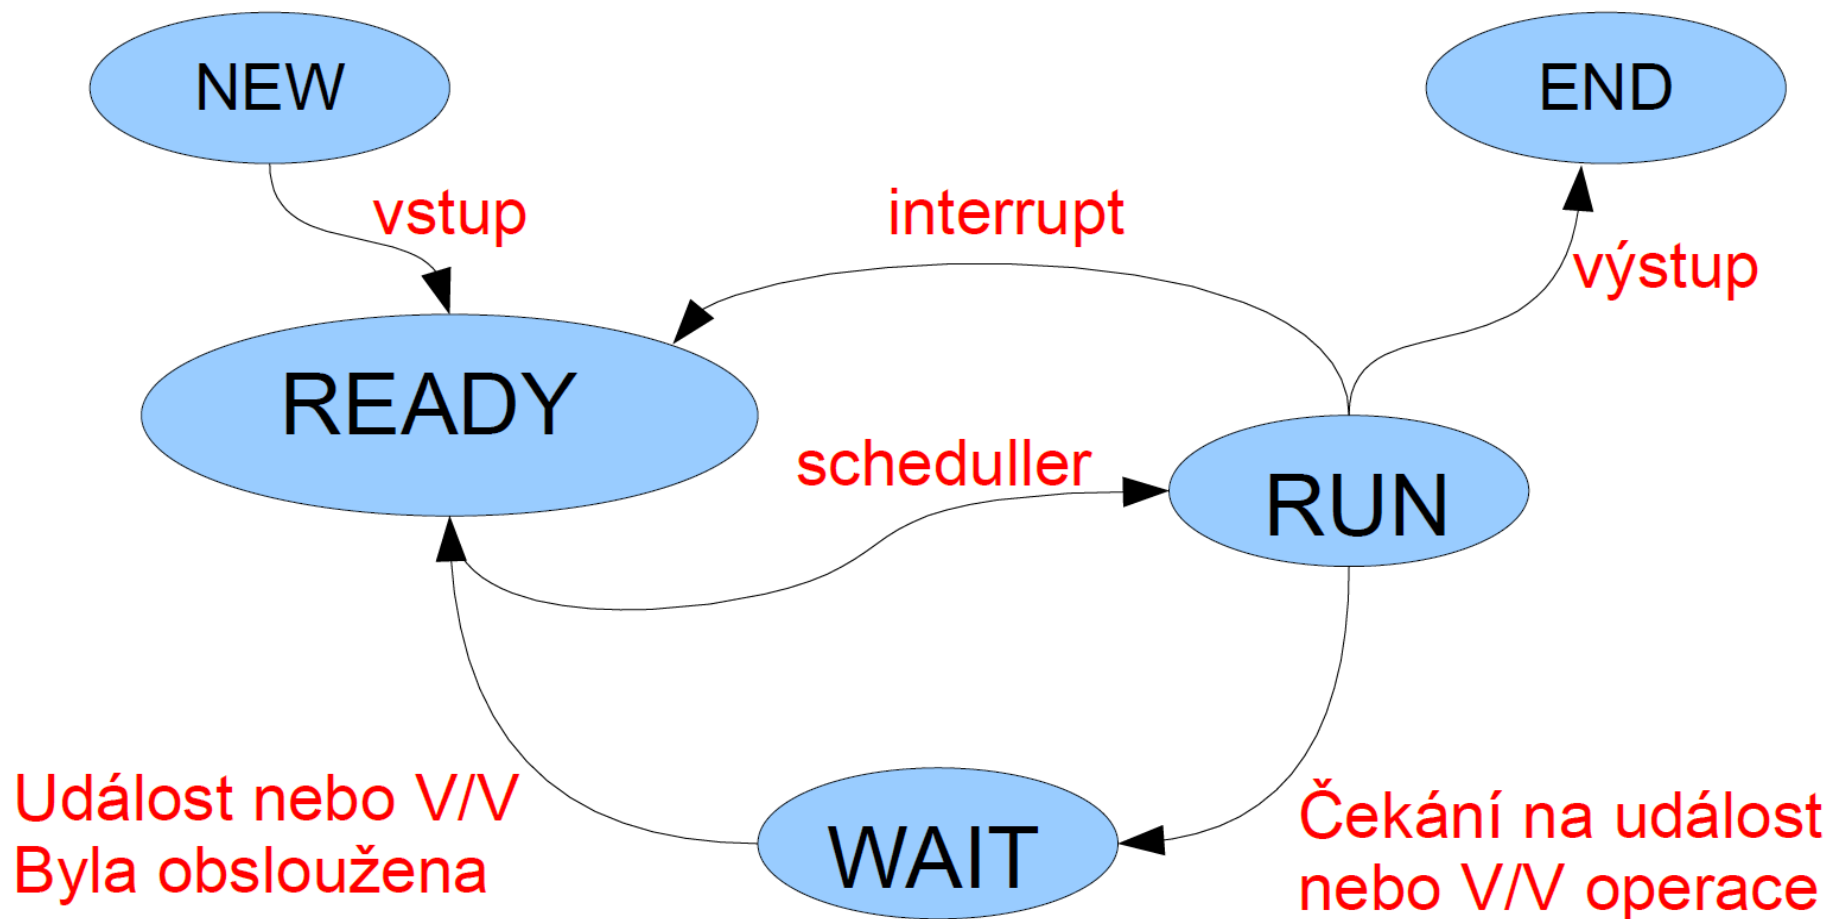 NEW
END
vstup
interrupt
výstup
READY
scheduller
RUN
Událost nebo V/V
Byla obsloužena
WAIT
Čekání na událost
nebo V/V operace